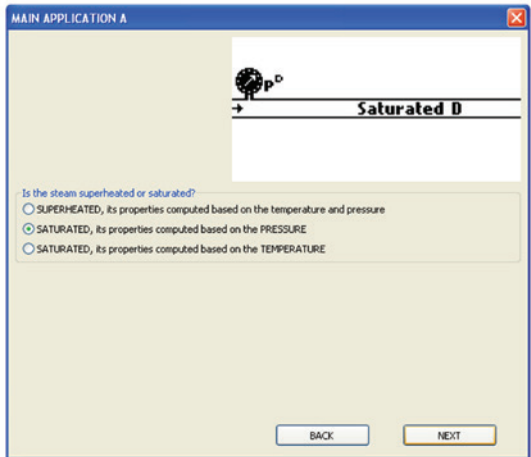 MAIN APPLICATION A
pD
Saturated D
Is the steam superheated or saturated?
SUPERHEATED, its properties computed based on the temperature and pressure
SATURATED, its properties computed based on the PRESSURE
SATURATED, its properties computed based on the TEMPERATURE
BACK
NEXT